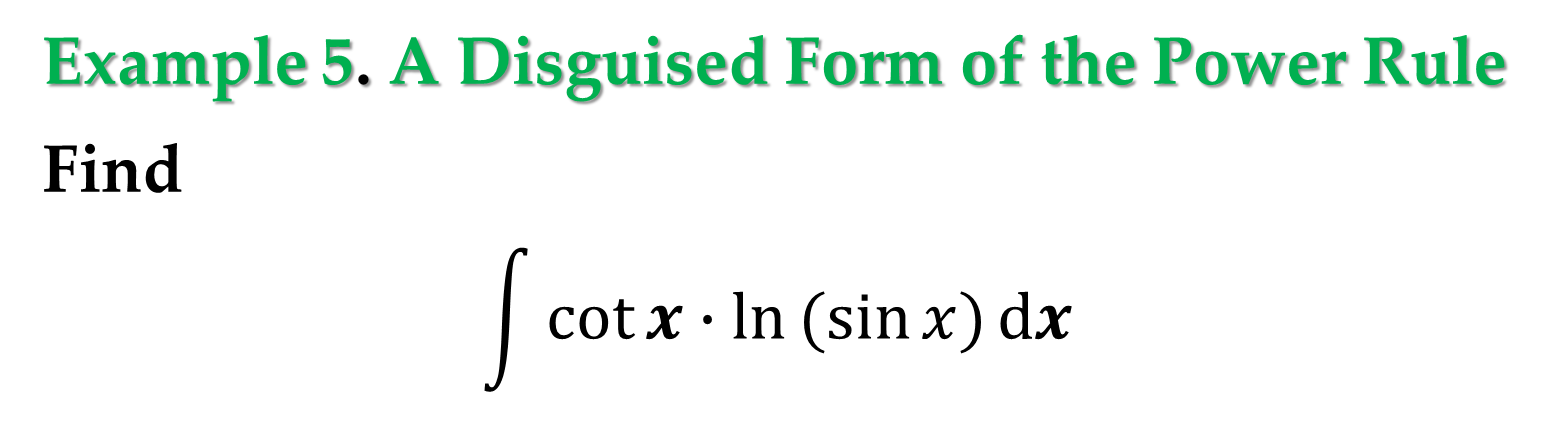 Example 5. A Disguised Form of the Power Rule
Find
∫ cot x · ln (sin x) dx